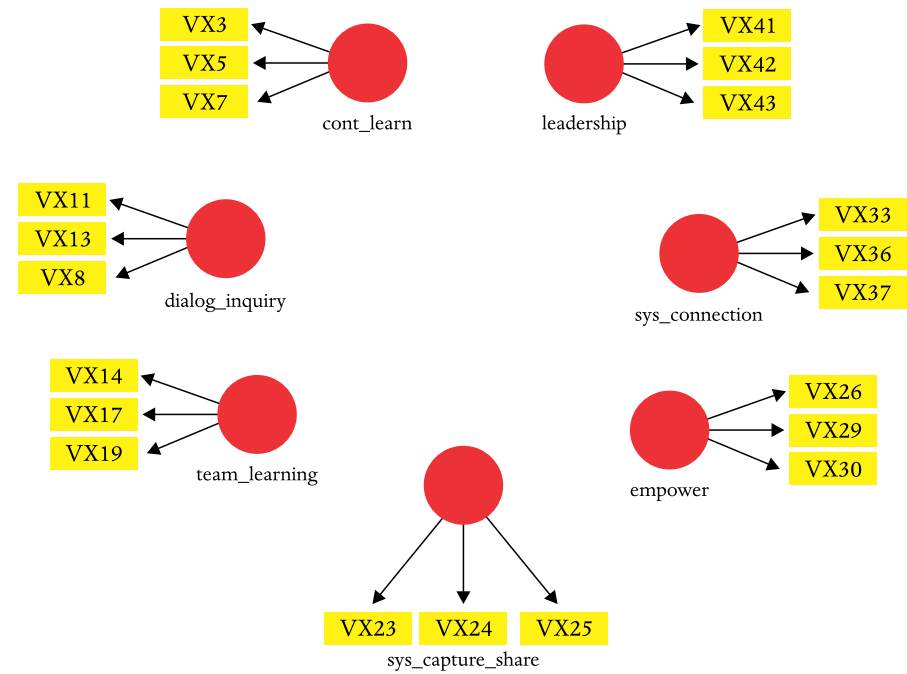 VX3
VX5
VX7
cont_learn
VX41
VX42
VX43
leadership
VX11
VX13
VX8
dialog_inquiry
VX33
VX36
VX37
sys_connection
VX14
VX17
VX19
team_learning
VX26
VX29
VX30
empower
VX23 VX24 VX25
sys_capture_share